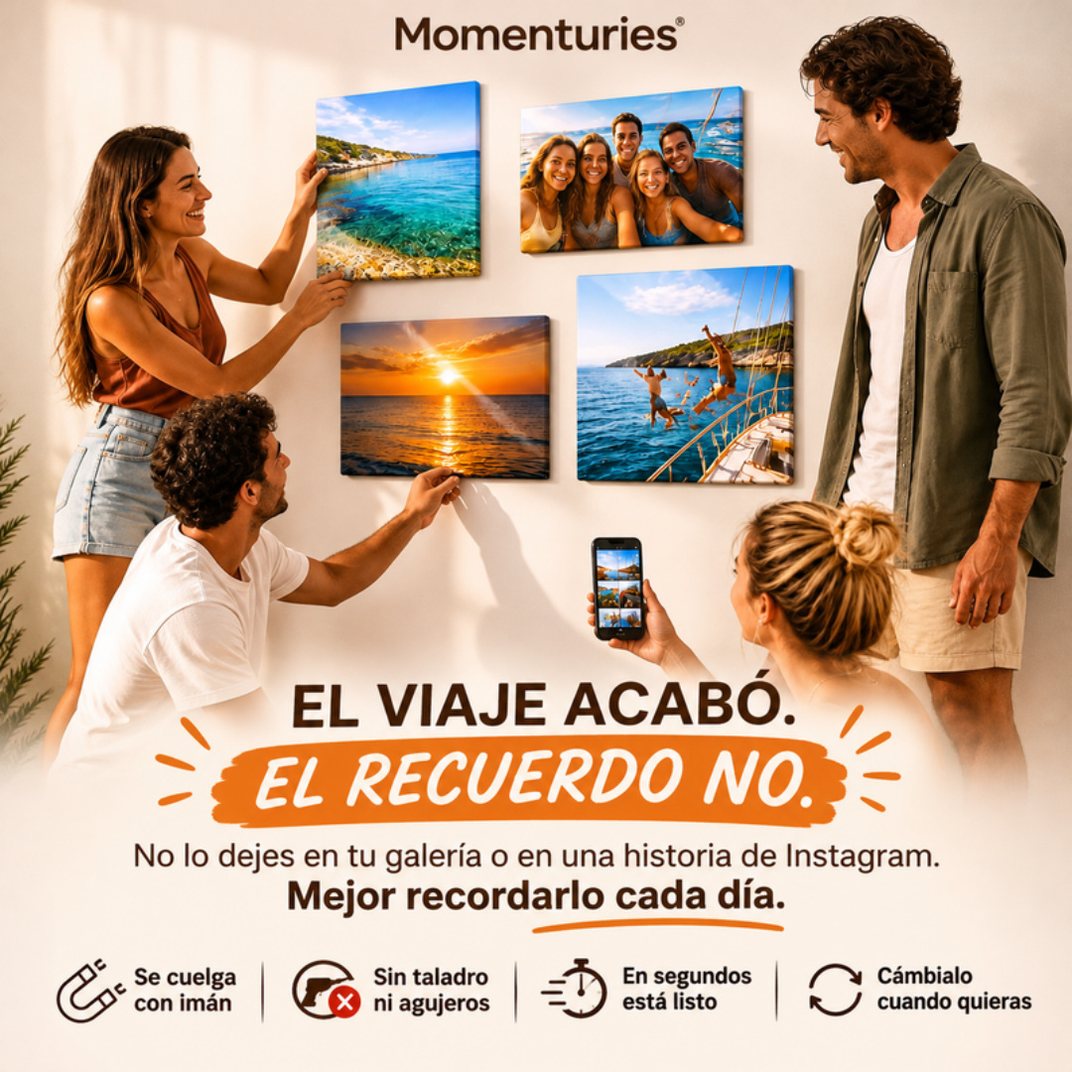 Momenturies®
EL VIAJE ACABÓ.
EL RECUERDO NO.
No lo dejes en tu galería o en una historia de Instagram.
Mejor recordarlo cada día.
Se cuelga
con imán
Sin taladro
ni agujeros
En segundos
está listo
Cámbialo
cuando quieras